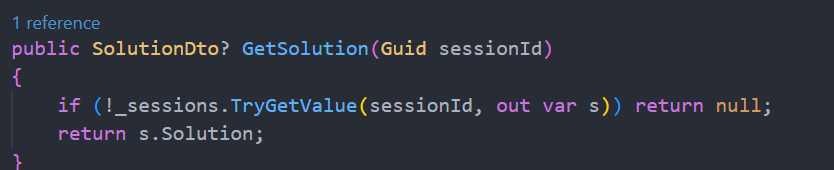 1 reference
public SolutionDto? GetSolution(Guid sessionId)
{
    if (!_sessions.TryGetValue(sessionId, out var s)) return null;
    return s.Solution;
}